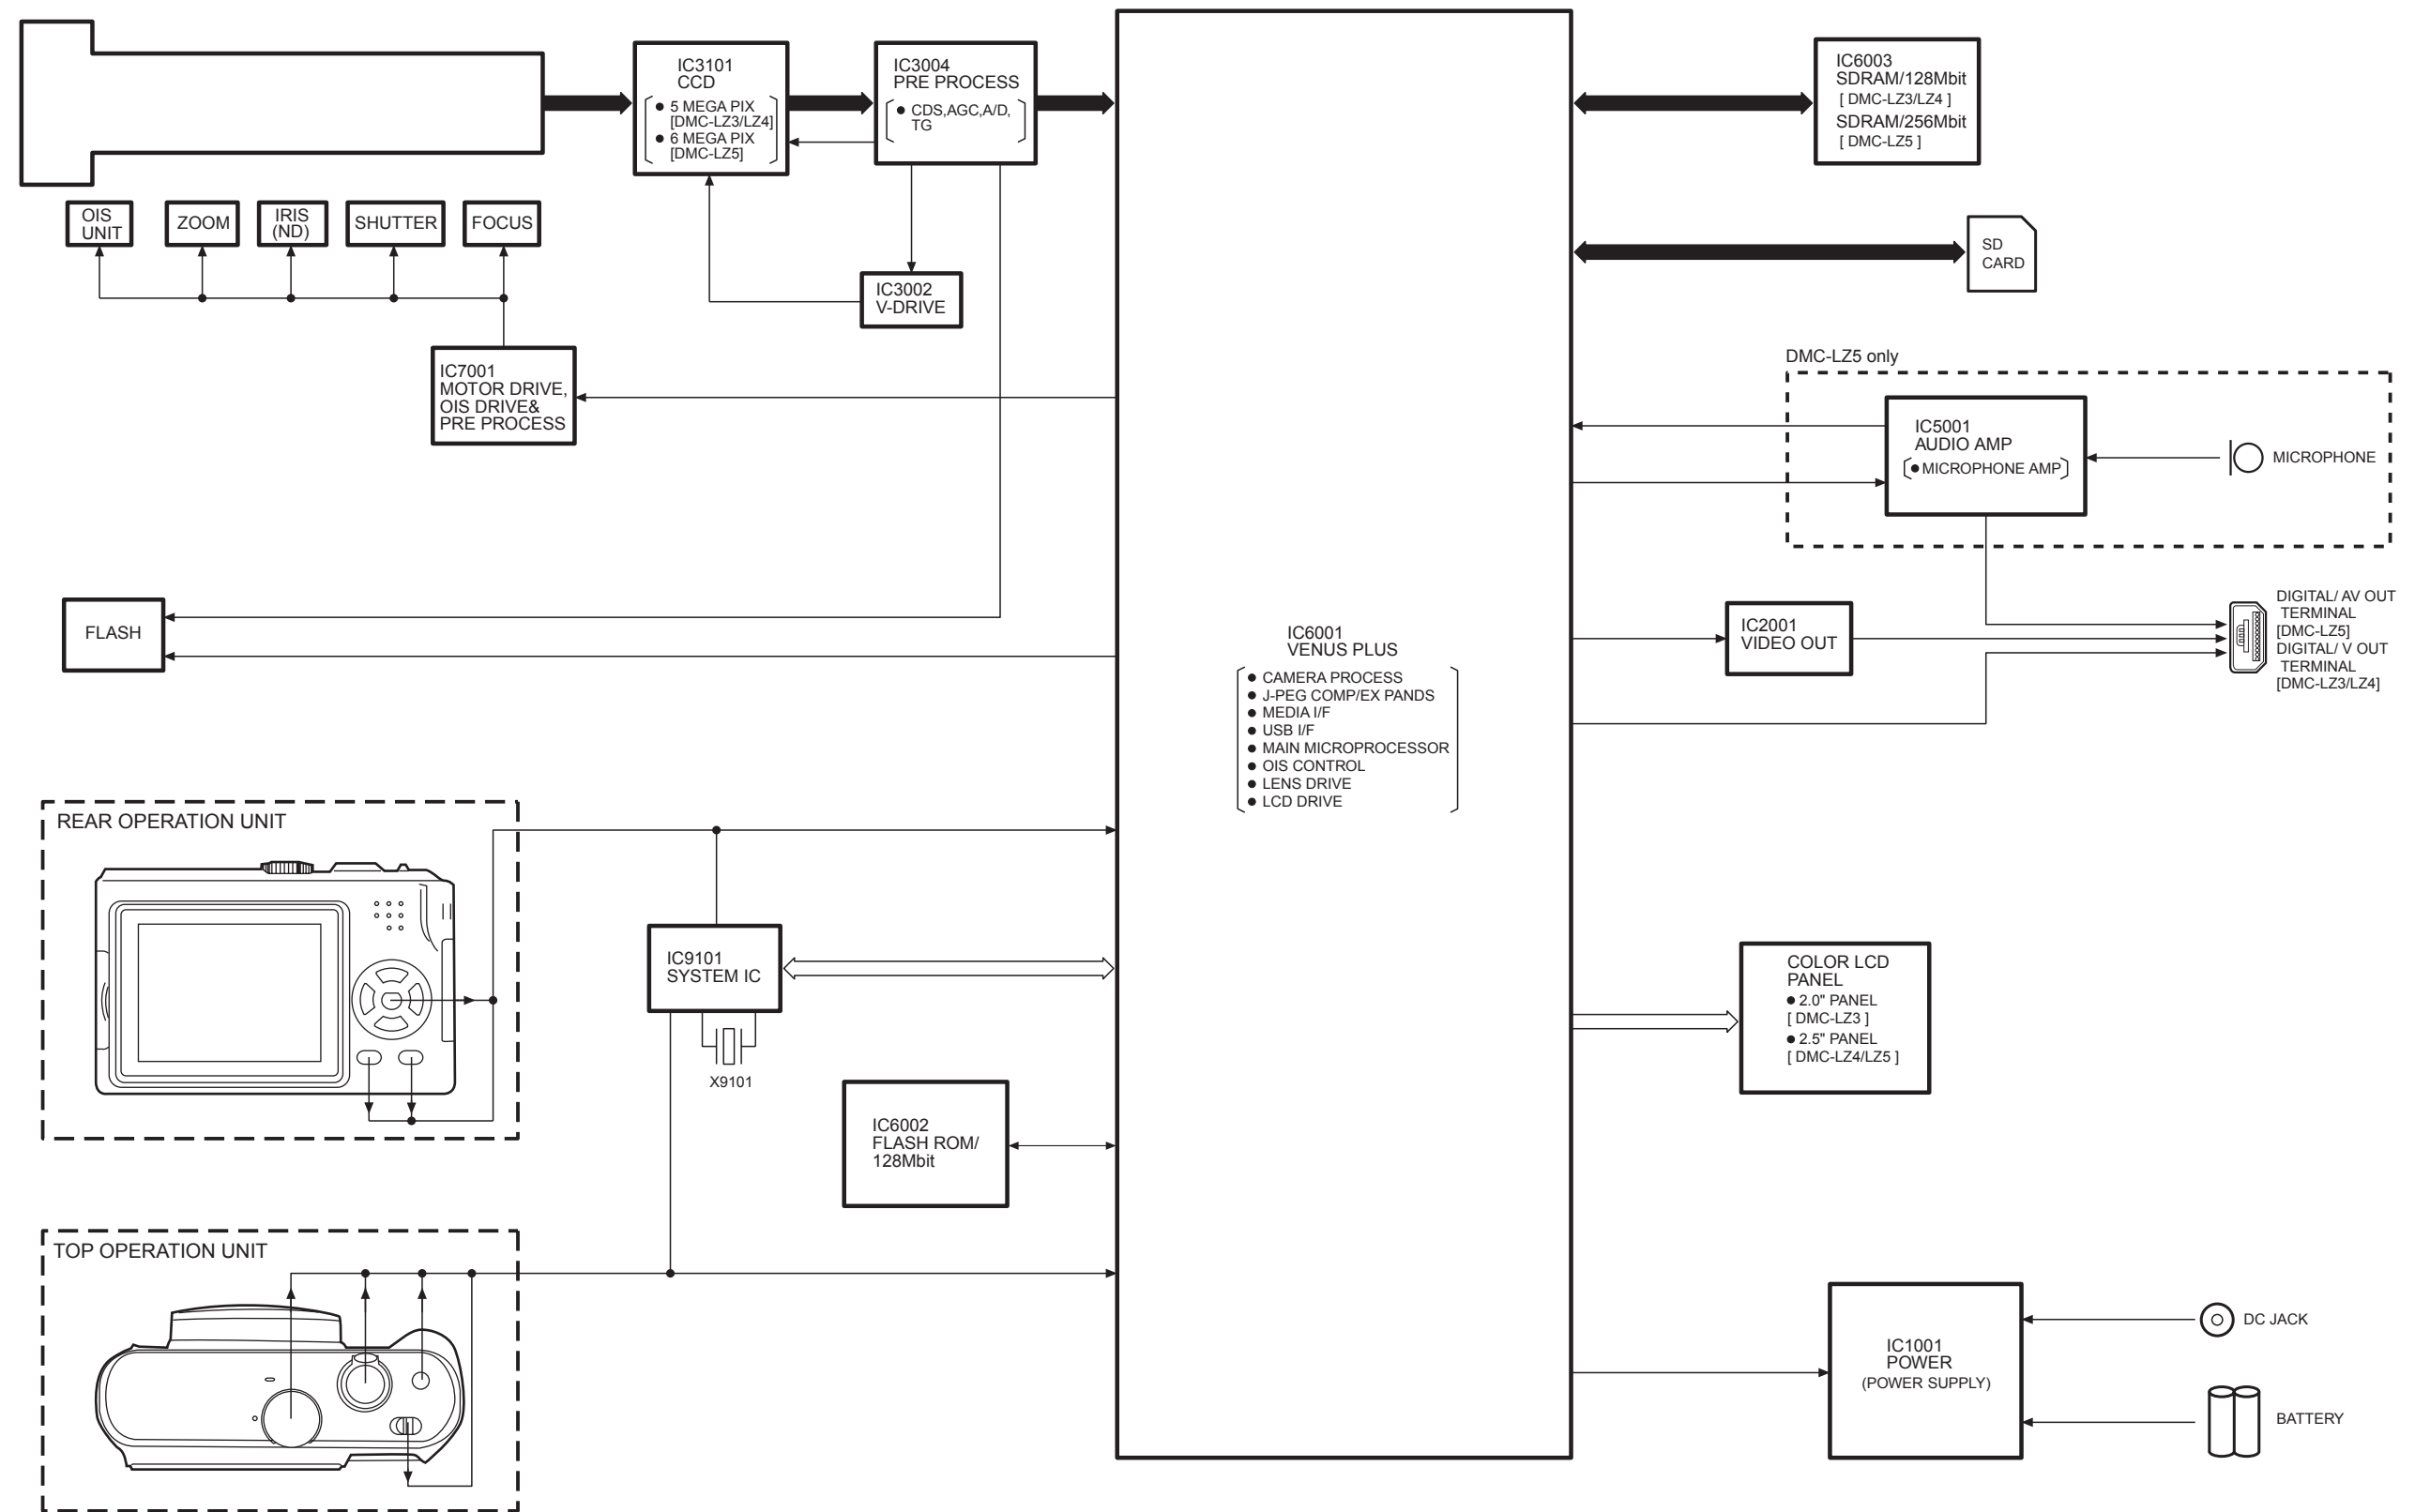 IC3101
CCD
● 5 MEGA PIX
[DMC-LZ3/LZ4]
● 6 MEGA PIX
[DMC-LZ5]
IC3004
PRE PROCESS
● CDS,AGC,A/D,
TG
IC6003
SDRAM/128Mbit
[ DMC-LZ3/LZ4 ]
SDRAM/256Mbit
[ DMC-LZ5 ]
OIS
UNIT
ZOOM
IRIS
(ND)
SHUTTER
FOCUS
SD
CARD
IC3002
V-DRIVE
IC7001
MOTOR DRIVE,
OIS DRIVE&
PRE PROCESS
DMC-LZ5 only
IC5001
AUDIO AMP
● MICROPHONE AMP
MICROPHONE
FLASH
IC6001
VENUS PLUS
● CAMERA PROCESS
● J-PEG COMP/EX PANDS
● MEDIA I/F
● USB I/F
● MAIN MICROPROCESSOR
● OIS CONTROL
● LENS DRIVE
● LCD DRIVE
IC2001
VIDEO OUT
DIGITAL/ AV OUT
TERMINAL
[DMC-LZ5]
DIGITAL/ V OUT
TERMINAL
[DMC-LZ3/LZ4]
REAR OPERATION UNIT
IC9101
SYSTEM IC
X9101
COLOR LCD
PANEL
● 2.0" PANEL
[ DMC-LZ3 ]
● 2.5" PANEL
[ DMC-LZ4/LZ5 ]
IC6002
FLASH ROM/
128Mbit
TOP OPERATION UNIT
IC1001
POWER
(POWER SUPPLY)
DC JACK
BATTERY